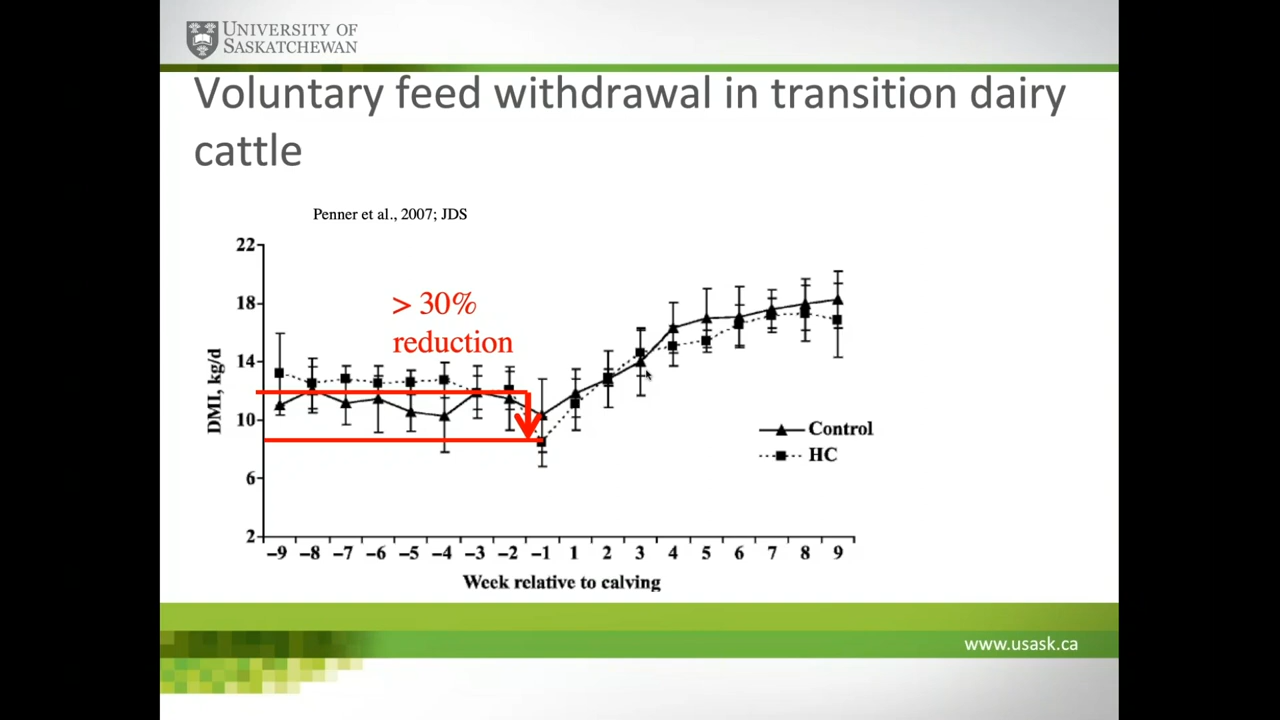 UNIVERSITY OF
SASKATCHEWAN
Voluntary feed withdrawal in transition dairy
cattle
Penner et al., 2007; JDS
> 30%
reduction
22
18
14
10
6
2
DMI, kg/d
Control
HC
–9 –8 –7 –6 –5 –4 –3 –2 –1 1 2 3 4 5 6 7 8 9
Week relative to calving
www.usask.ca